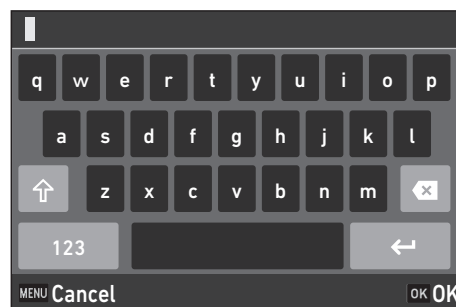 q w e r t y u i o p
a s d f g h j k l
z x c v b n m
123
MENU Cancel OK OK